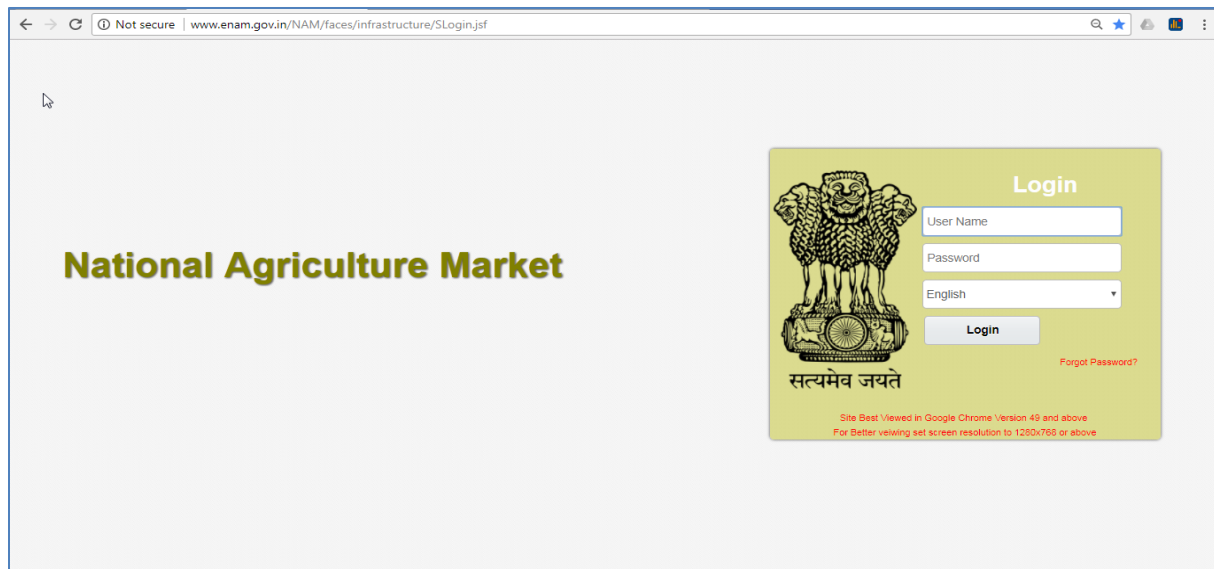 Not secure | www.enam.gov.in/NAM/faces/infrastructure/SLogin.jsf
National Agriculture Market
Login
User Name
Password
English
Login
Forgot Password?
सत्यमेव जयते
Site Best Viewed in Google Chrome Version 49 and above
For Better veiwing set screen resolution to 1280x768 or above